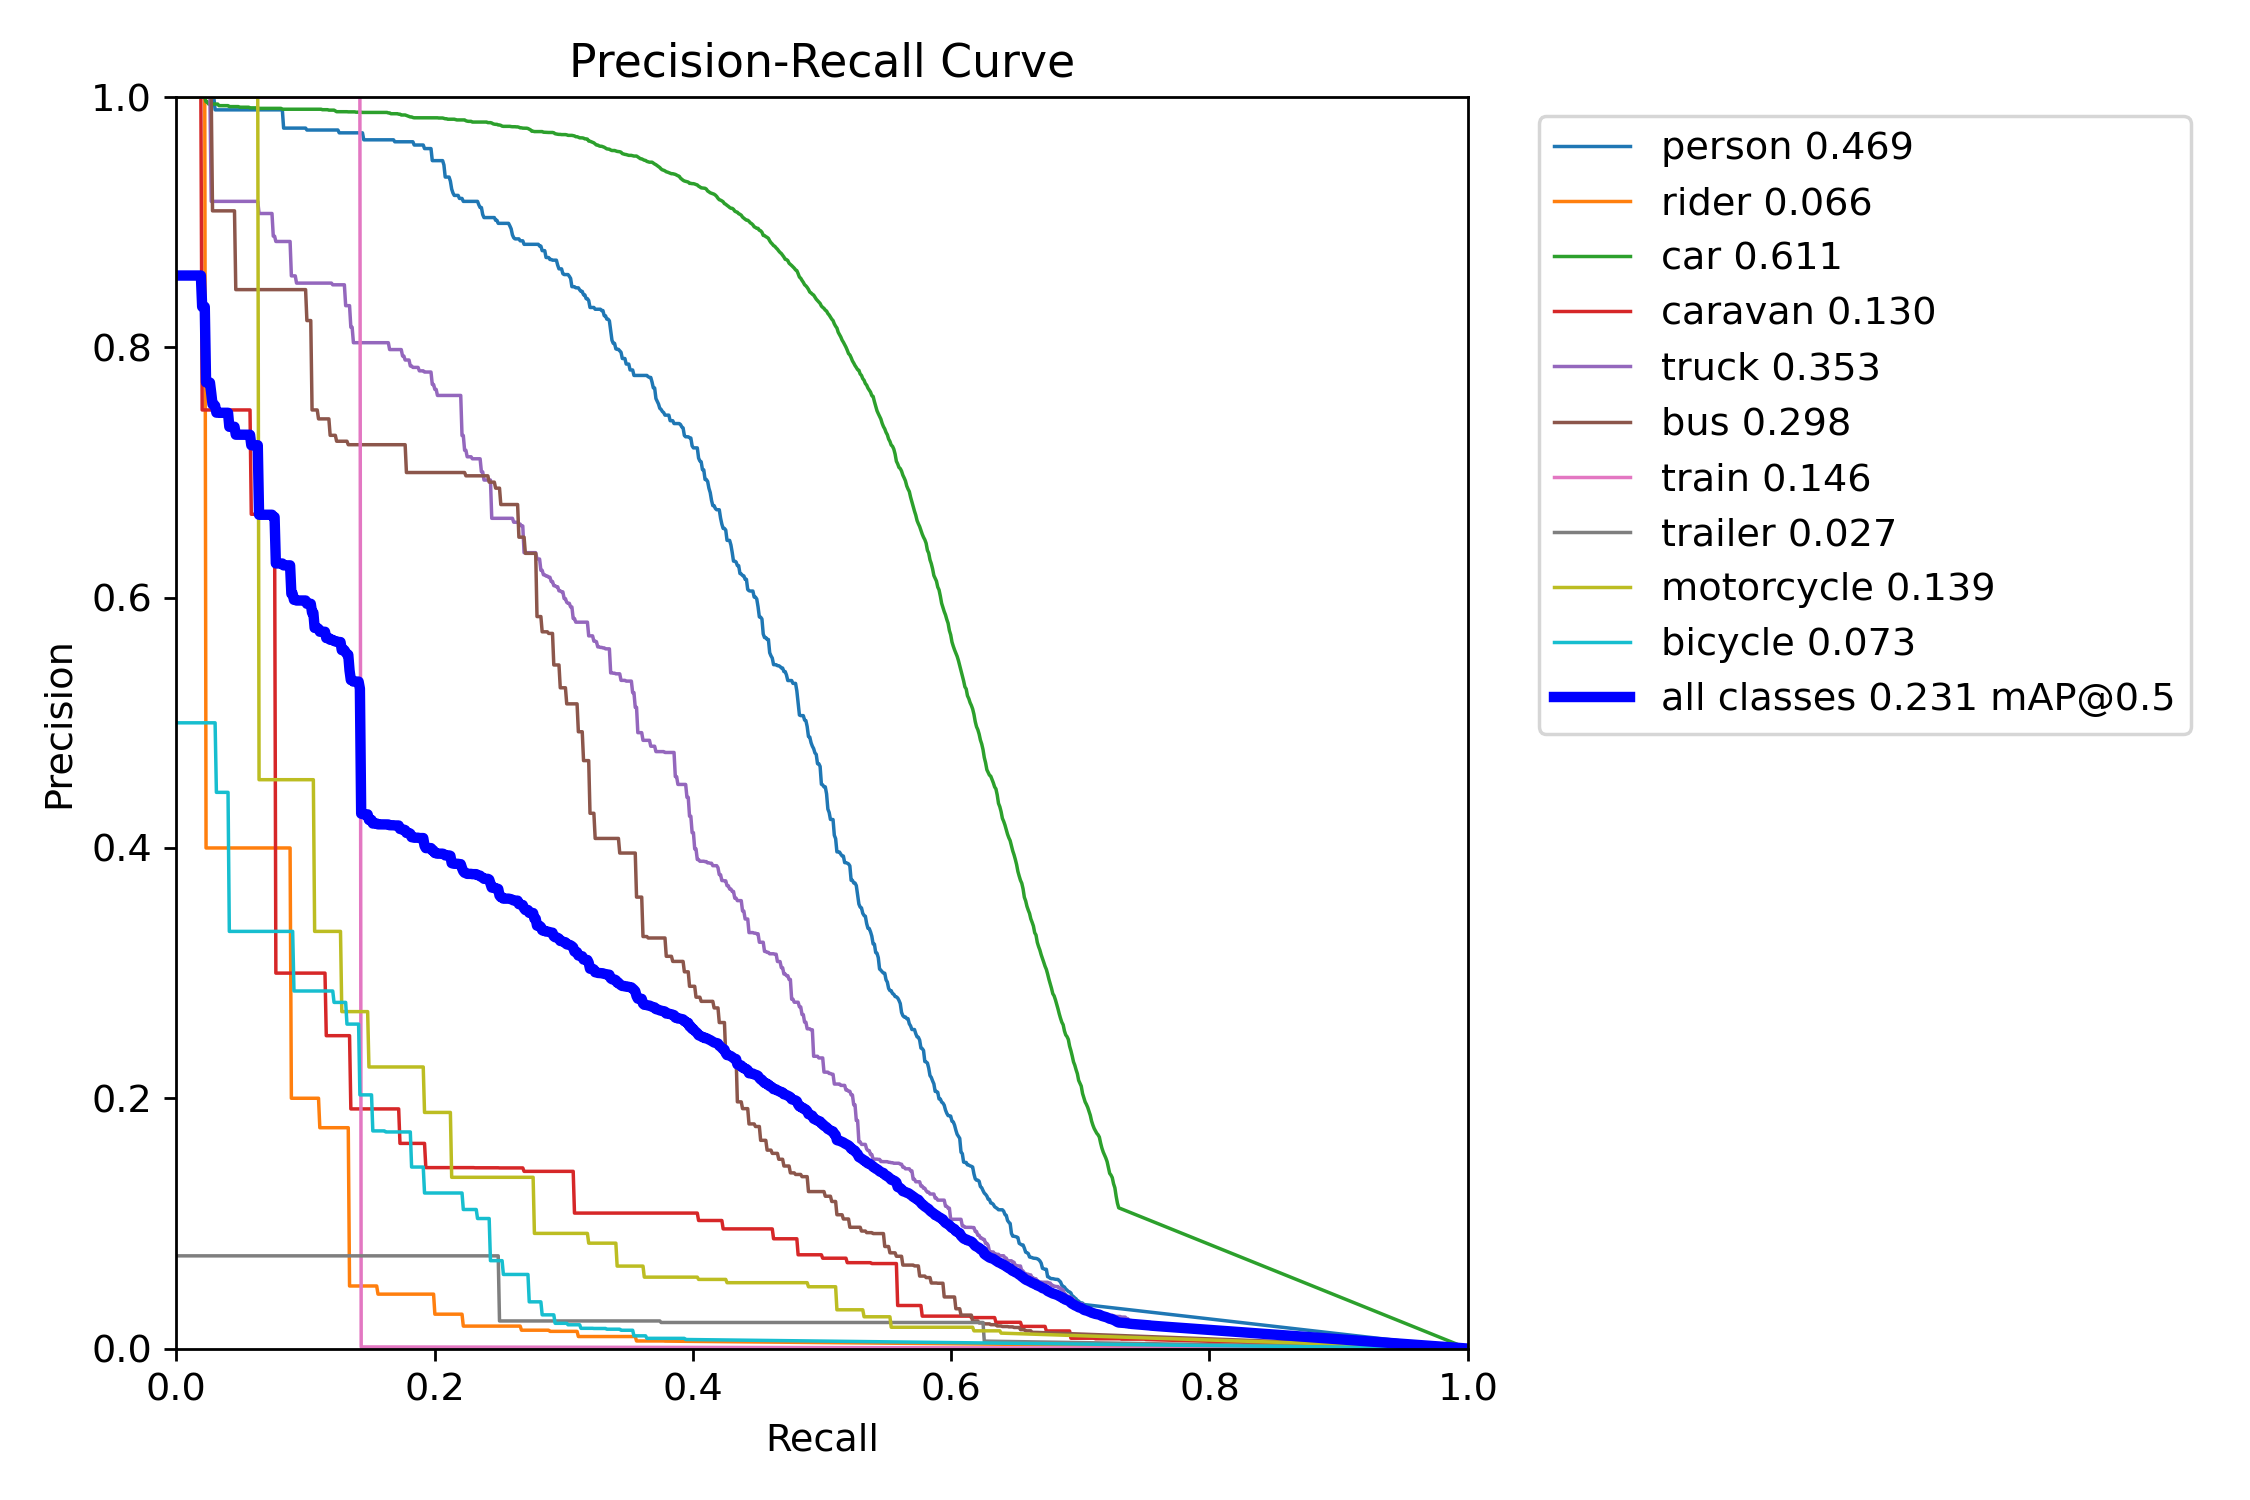 Precision-Recall Curve
1.0
0.8
0.6
0.4
0.2
0.0
Precision
0.0 0.2 0.4 0.6 0.8 1.0
Recall
person 0.469
rider 0.066
car 0.611
caravan 0.130
truck 0.353
bus 0.298
train 0.146
trailer 0.027
motorcycle 0.139
bicycle 0.073
all classes 0.231 mAP@0.5